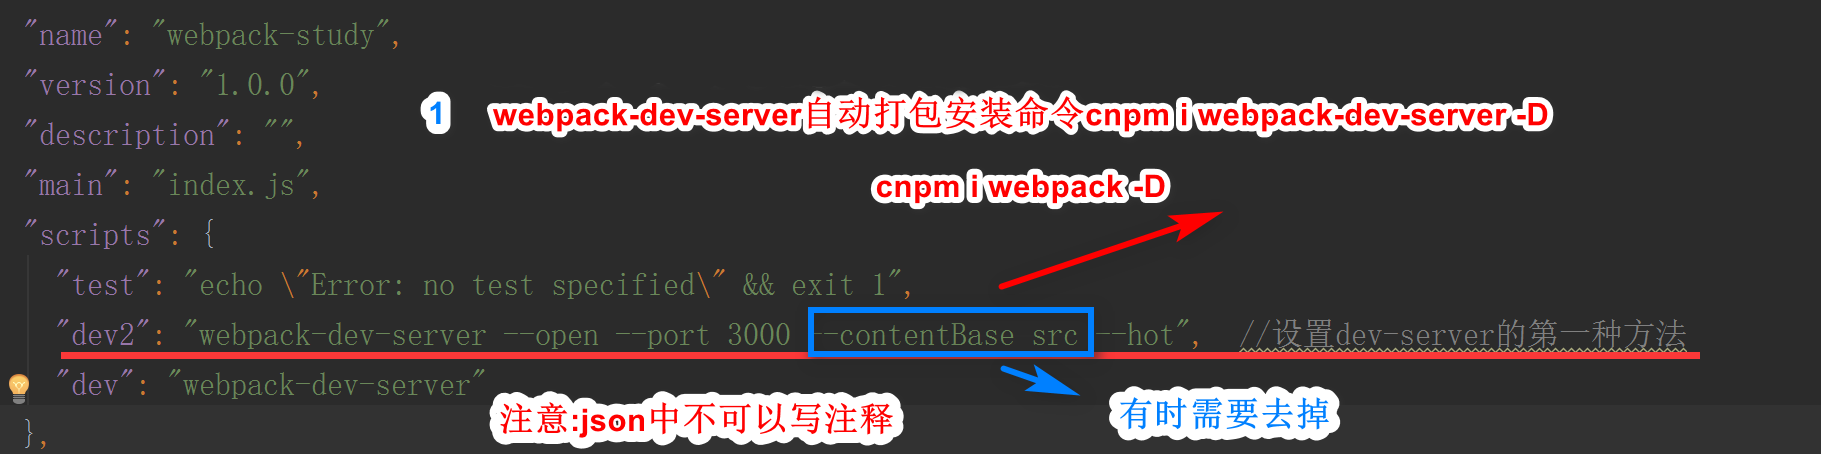 "name": "webpack-study",
"version": "1.0.0",
1 webpack-dev-server自动打包安装命令cnpm i webpack-dev-server -D
"description": "",
"main": "index.js",
cnpm i webpack -D
"scripts": {
"test": "echo \"Error: no test specified\" && exit 1",
"dev2": "webpack-dev-server --open --port 3000 --contentBase src --hot", //设置dev-server的第一种方法
"dev": "webpack-dev-server"
注意:json中不可以写注释
有时需要去掉
},